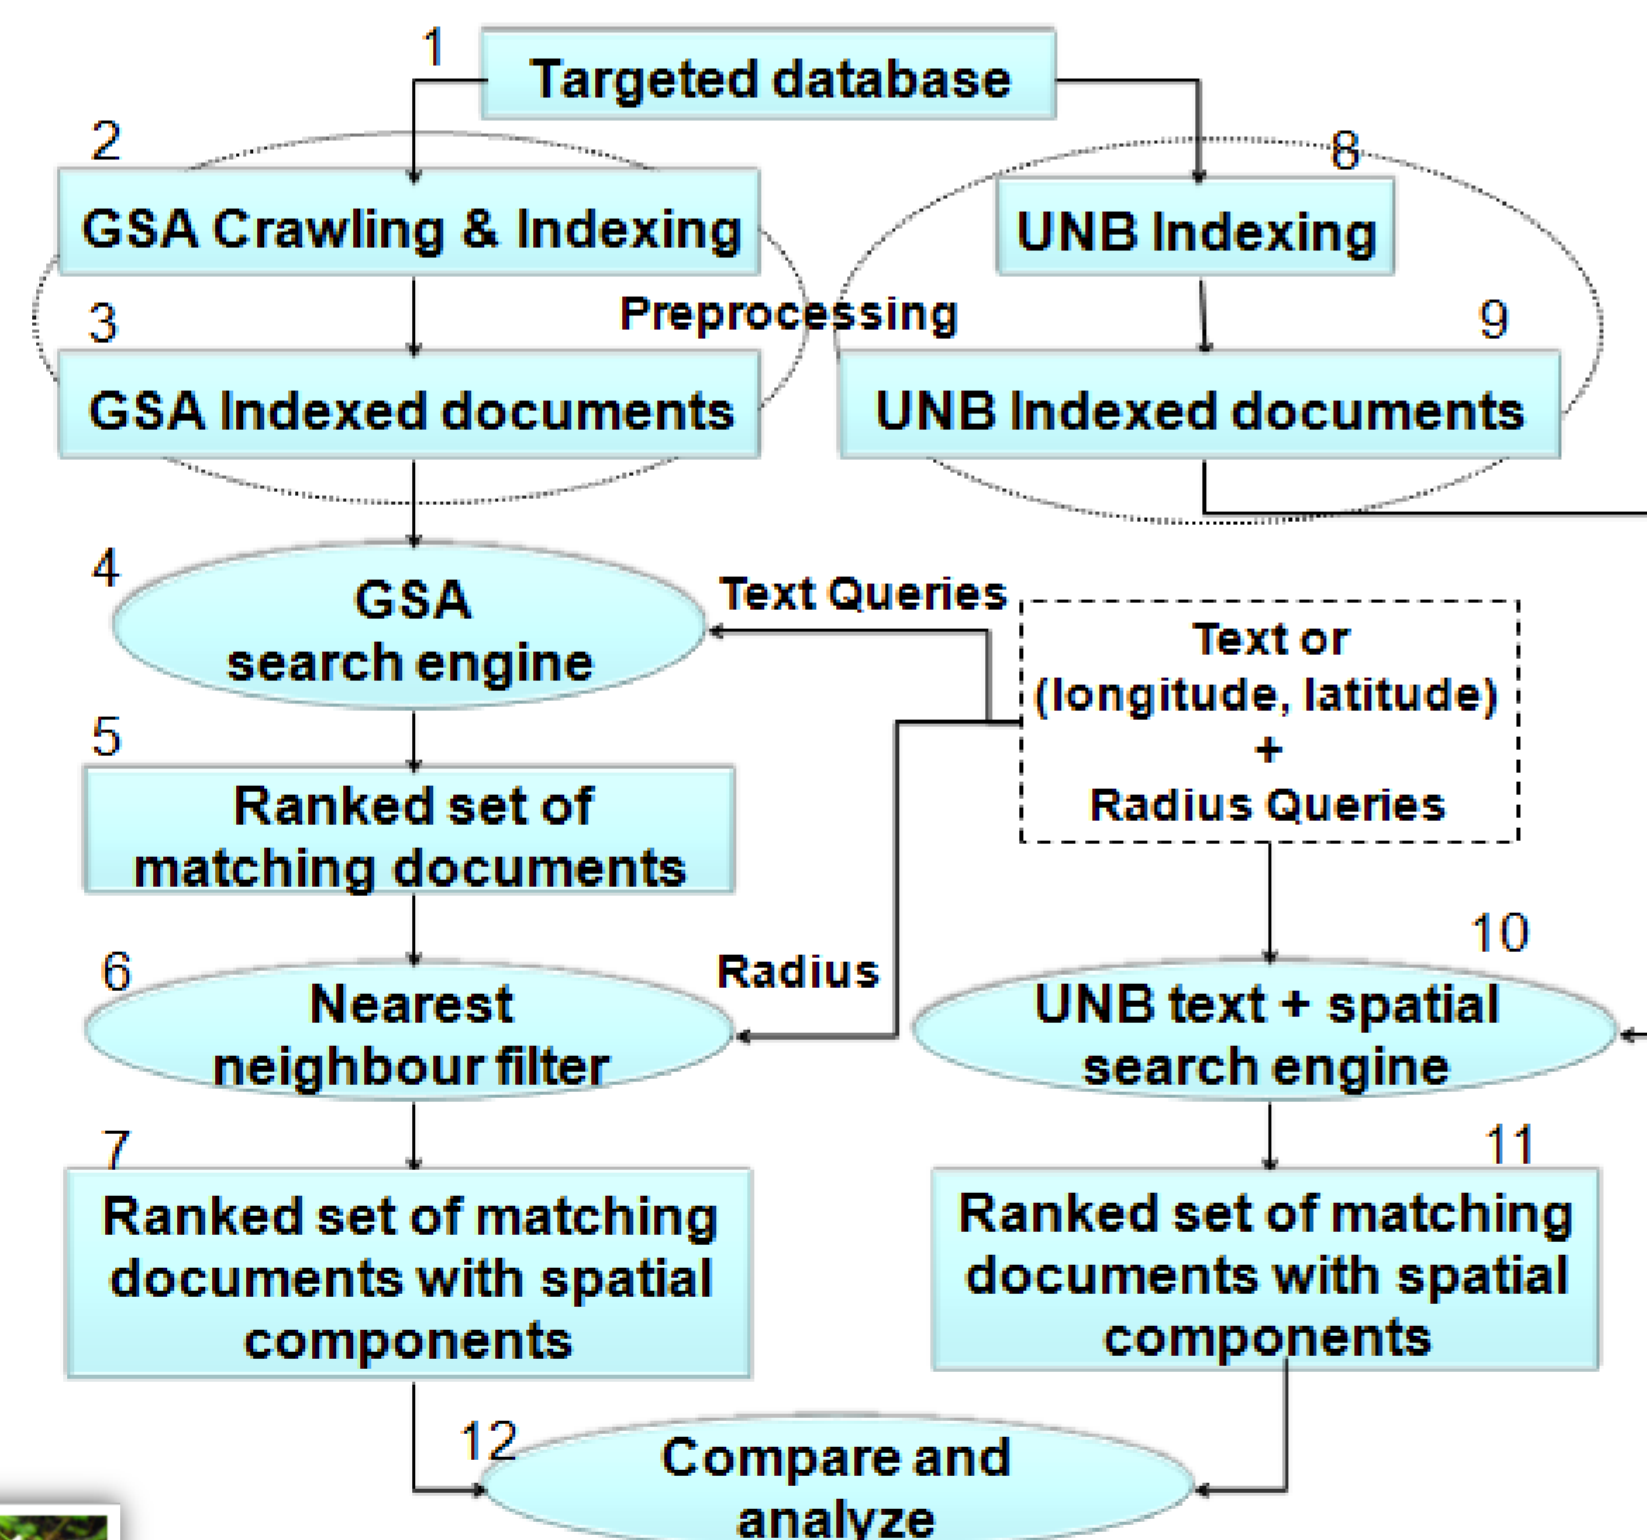 1
Targeted database
2
GSA Crawling & Indexing
8
UNB Indexing
Preprocessing
3
GSA Indexed documents
9
UNB Indexed documents
4
GSA
search engine
Text Queries
Text or
(longitude, latitude)
+
Radius Queries
5
Ranked set of
matching documents
6
Nearest
neighbour filter
Radius
10
UNB text + spatial
search engine
7
Ranked set of matching
documents with spatial
components
11
Ranked set of matching
documents with spatial
components
12
Compare and
analyze